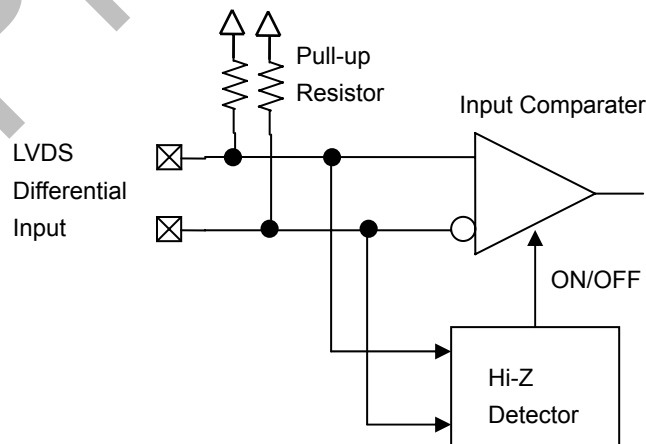 Pull-up
Resistor
Input Comparater
LVDS
Differential
Input
ON/OFF
Hi-Z
Detector